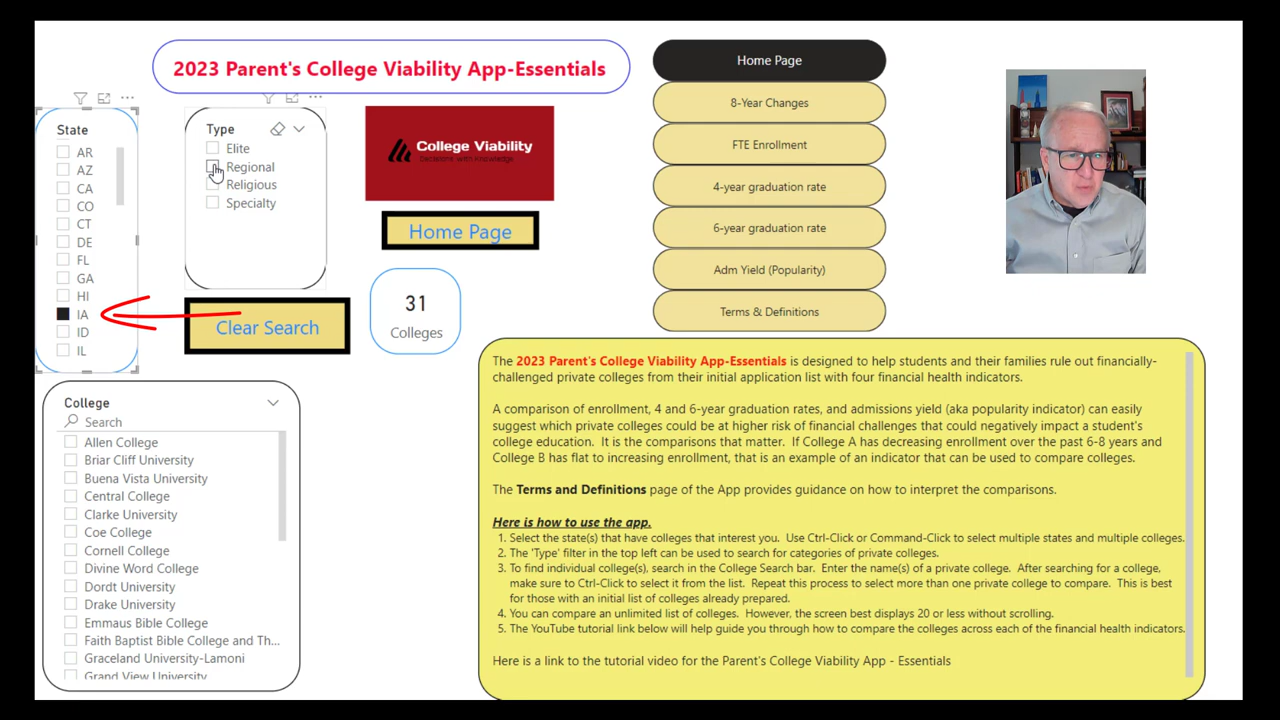 2023 Parent's College Viability App-Essentials
State
AR
AZ
CA
CO
CT
DE
FL
GA
HI
IA
ID
IL
Type
Elite
Regional
Religious
Specialty
College Viability
Decisions with Knowledge
Home Page
Clear Search
31
Colleges
Home Page
8-Year Changes
FTE Enrollment
4-year graduation rate
6-year graduation rate
Adm Yield (Popularity)
Terms & Definitions
College
Search
Allen College
Briar Cliff University
Buena Vista University
Central College
Clarke University
Coe College
Cornell College
Divine Word College
Dordt University
Drake University
Emmaus Bible College
Faith Baptist Bible College and Th...
Graceland University-Lamoni
Grand View University
The 2023 Parent's College Viability App-Essentials is designed to help students and their families rule out financially-
challenged private colleges from their initial application list with four financial health indicators.
A comparison of enrollment, 4 and 6-year graduation rates, and admissions yield (aka popularity indicator) can easily
suggest which private colleges could be at higher risk of financial challenges that could negatively impact a student's
college education. It is the comparisons that matter. If College A has decreasing enrollment over the past 6-8 years and
College B has flat to increasing enrollment, that is an example of an indicator that can be used to compare colleges.
The Terms and Definitions page of the App provides guidance on how to interpret the comparisons.
Here is how to use the app.
1. Select the state(s) that have colleges that interest you. Use Ctrl-Click or Command-Click to select multiple states and multiple colleges.
2. The 'Type' filter in the top left can be used to search for categories of private colleges.
3. To find individual college(s), search in the College Search bar. Enter the name(s) of a private college. After searching for a college,
make sure to Ctrl-Click to select it from the list. Repeat this process to select more than one private college to compare. This is best
for those with an initial list of colleges already prepared.
4. You can compare an unlimited list of colleges. However, the screen best displays 20 or less without scrolling.
5. The YouTube tutorial link below will help guide you through how to compare the colleges across each of the financial health indicators.
Here is a link to the tutorial video for the Parent's College Viability App - Essentials